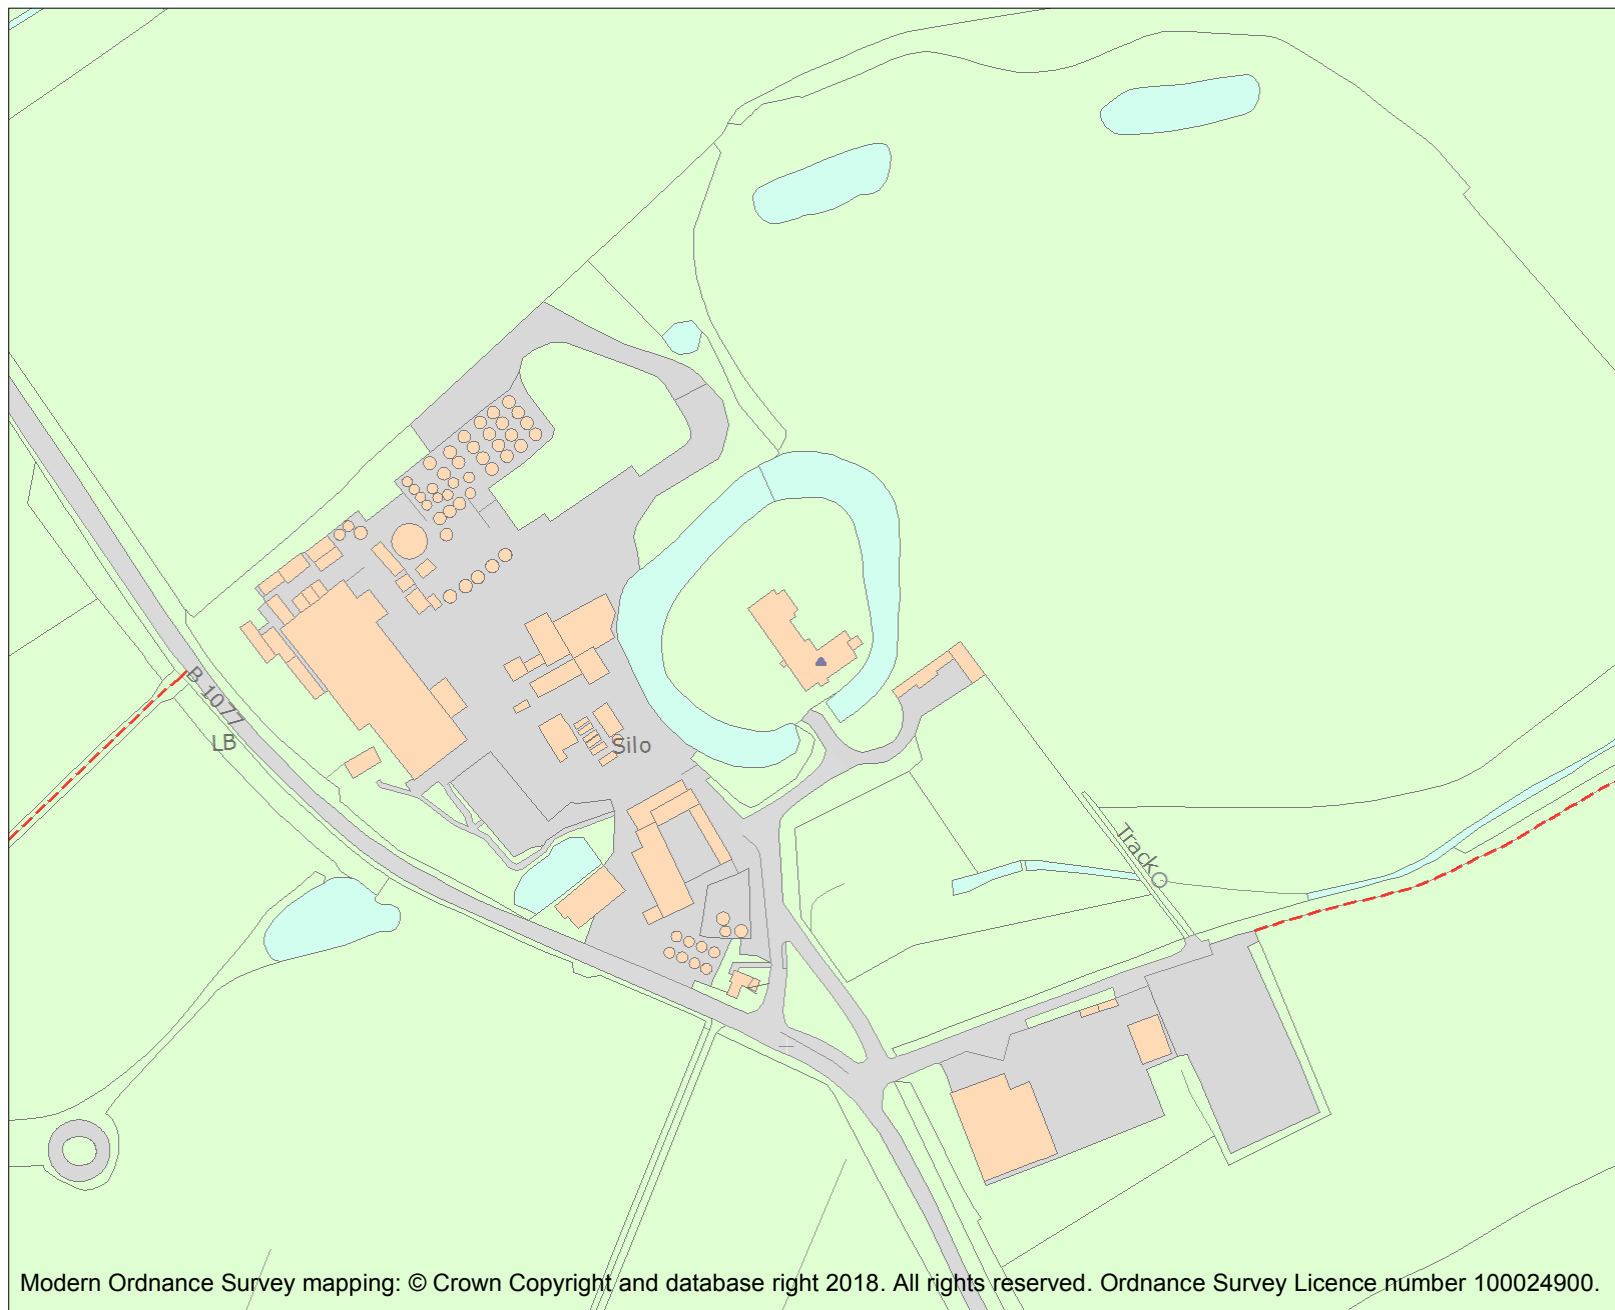 B 1077
LB
Silo
Track
Modern Ordnance Survey mapping: © Crown Copyright and database right 2018. All rights reserved. Ordnance Survey Licence number 100024900.